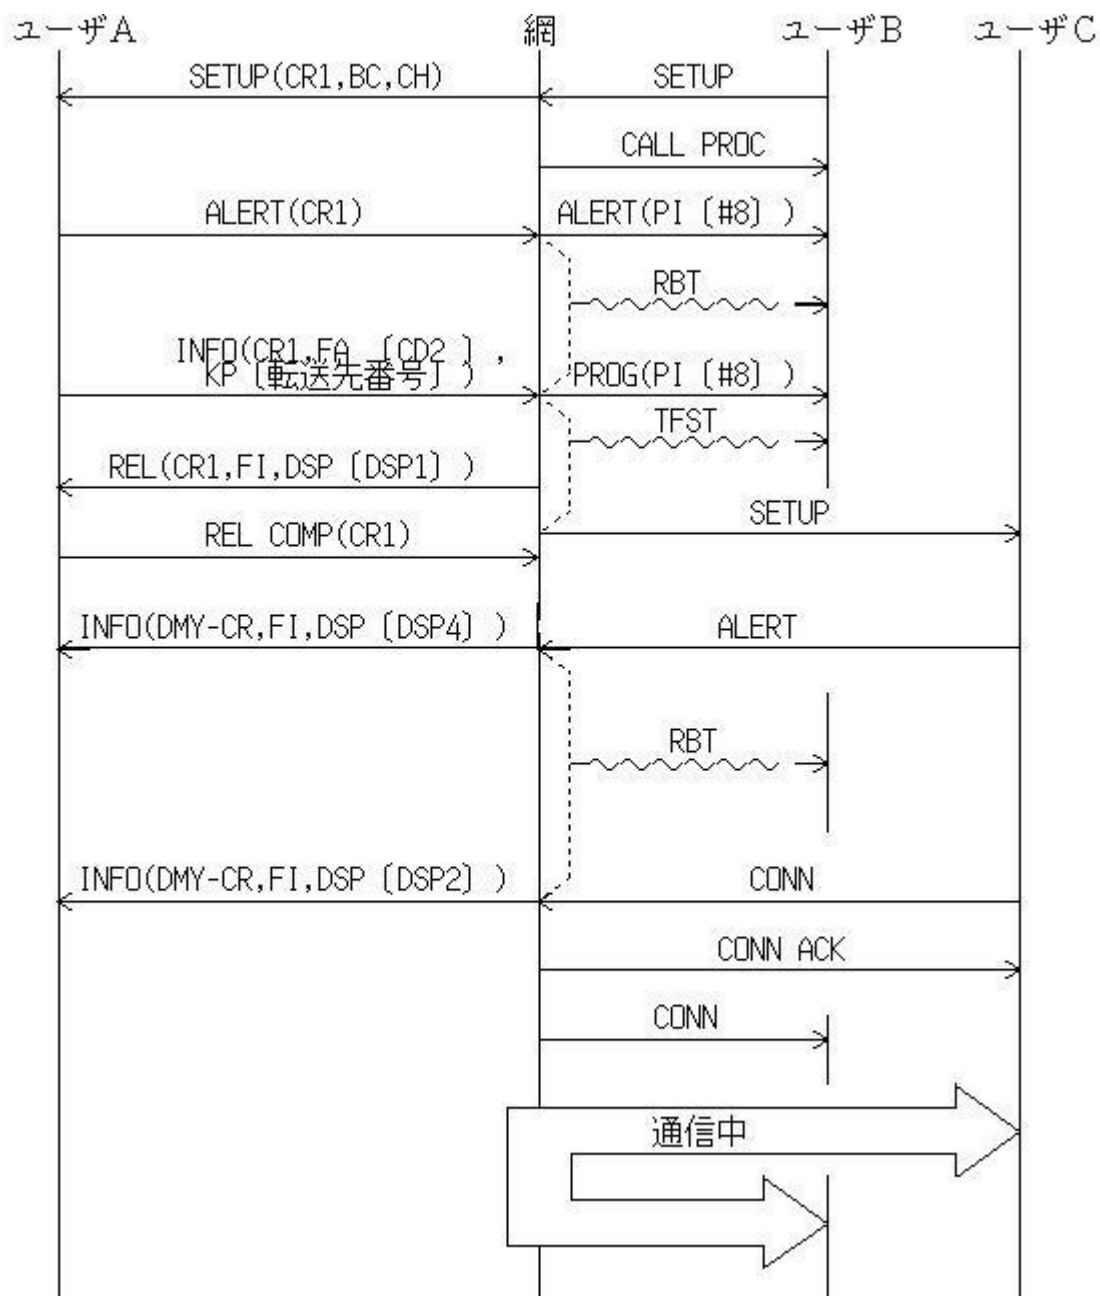 ユーザA 網 ユーザB ユーザC
SETUP(CR1,BC,CH) SETUP
CALL PROC
ALERT(CR1) ALERT(PI〔#8〕)
RBT
INFO(CR1,FA〔CD2〕,
KP〔転送先番号〕) PROG(PI〔#8〕)
TFST
REL(CR1,FI,DSP〔DSP1〕)
SETUP
REL COMP(CR1)
INFO(DMY-CR,FI,DSP〔DSP4〕) ALERT
RBT
INFO(DMY-CR,FI,DSP〔DSP2〕) CONN
CONN ACK
CONN
通信中